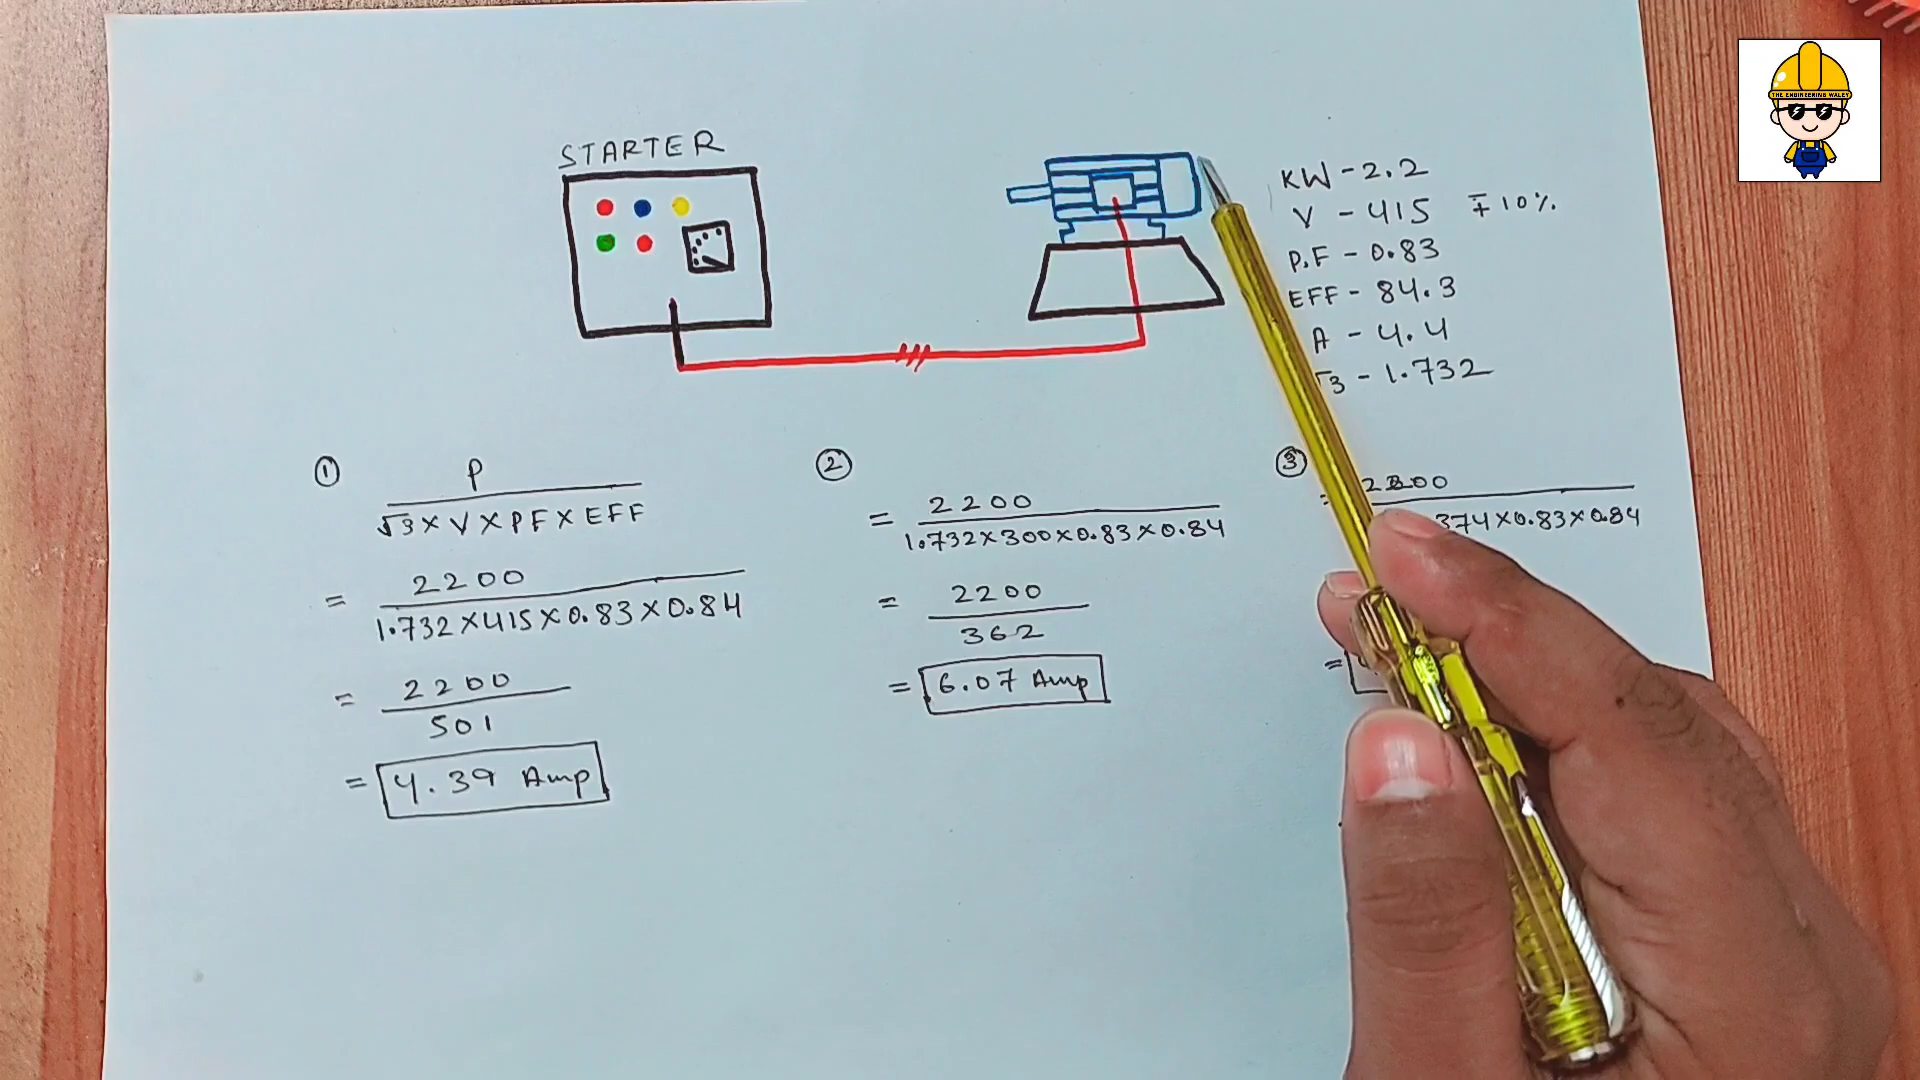 THE ENGINEERING WALEY
STARTER
KW - 2.2
V - 415 ∓10%
P.F - 0.83
EFF - 84.3
A - 4.4
√3 - 1.732
①
P
√3 × V × PF × EFF
= 2200
1.732×415×0.83×0.84
= 2200
501
= 4.39 Amp
②
= 2200
1.732×300×0.83×0.84
= 2200
362
= 6.07 Amp
③
= 2200
374×0.83×0.84
=